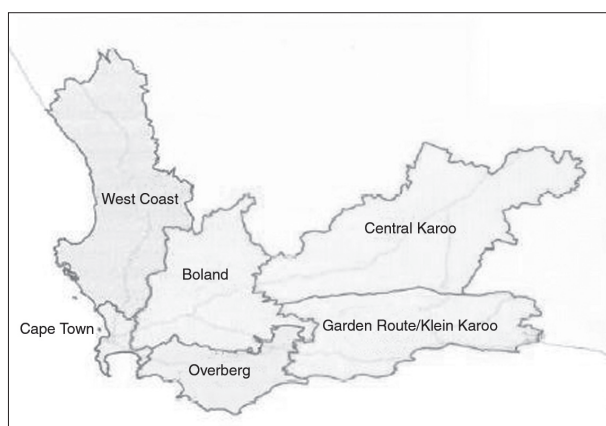 West Coast
Central Karoo
Boland
Cape Town
Garden Route/Klein Karoo
Overberg